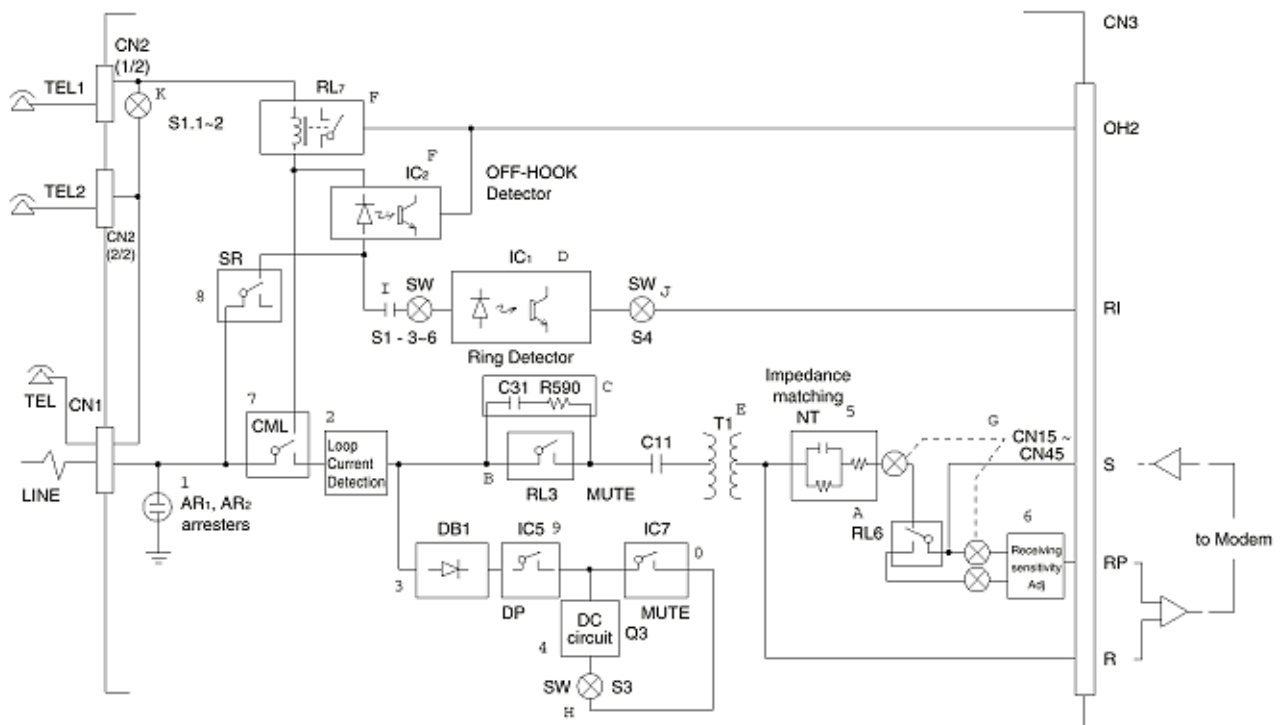 CN3
CN2
(1/2)
TEL1
K
S1.1~2
RL7
F
OH2
F
IC2
OFF-HOOK
Detector
TEL2
CN2
(2/2)
SR
8
I
SW
S1 - 3~6
IC1
D
Ring Detector
SW
J
S4
RI
TEL
CN1
LINE
1
AR1, AR2
arresters
7
CML
2
Loop
Current
Detection
C31
R590
C
B
RL3
MUTE
C11
T1
E
Impedance
matching
NT
5
G
CN15 ~
CN45
S
A
RL6
6
Receiving
sensitivity
Adj
RP
to Modem
R
DB1
3
IC5
9
DP
IC7
0
MUTE
DC
circuit
Q3
4
SW
S3
H